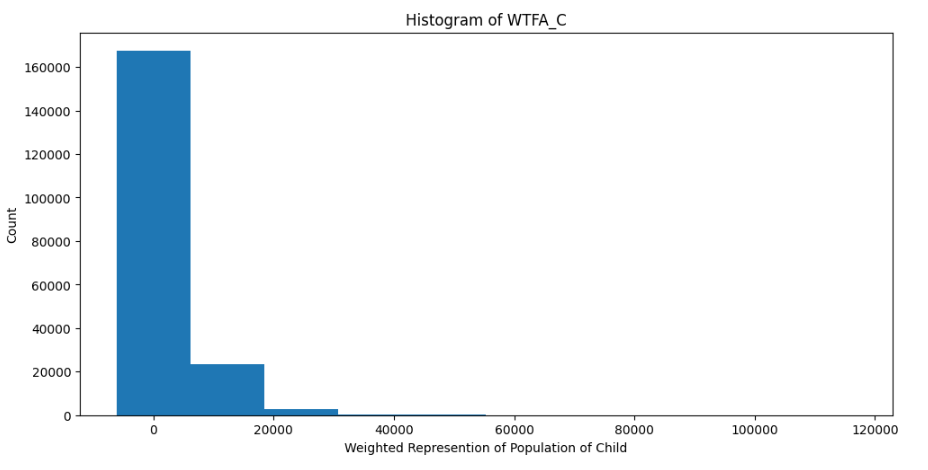 Histogram of WTFA_C
160000
140000
120000
100000
80000
60000
40000
20000
0
Count
0 20000 40000 60000 80000 100000 120000
Weighted Represention of Population of Child